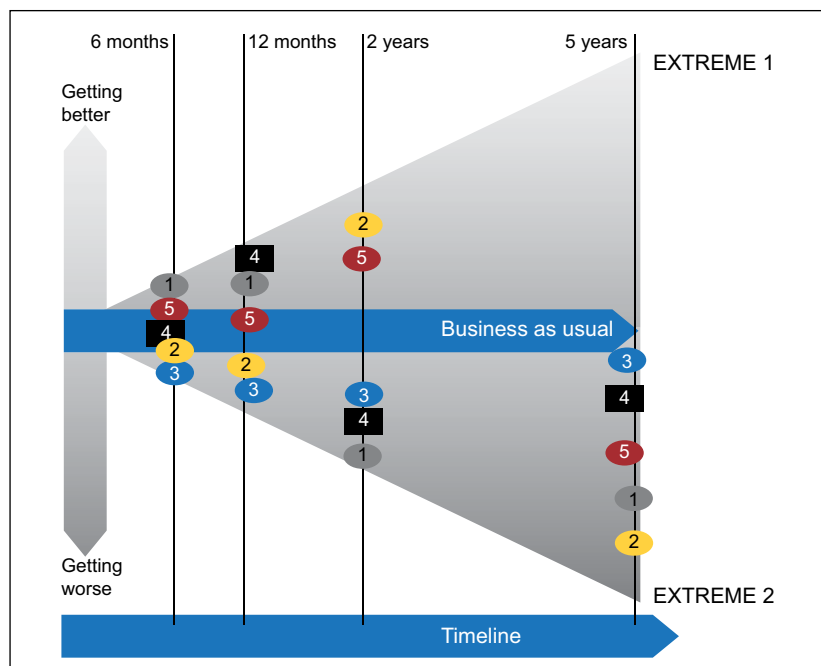 6 months 12 months 2 years 5 years
EXTREME 1
Getting
better
2
4 5
1 1
5 5
4 Business as usual
2 2 3
3 3 3 4
4
1 5
1
2
Getting
worse
EXTREME 2
Timeline